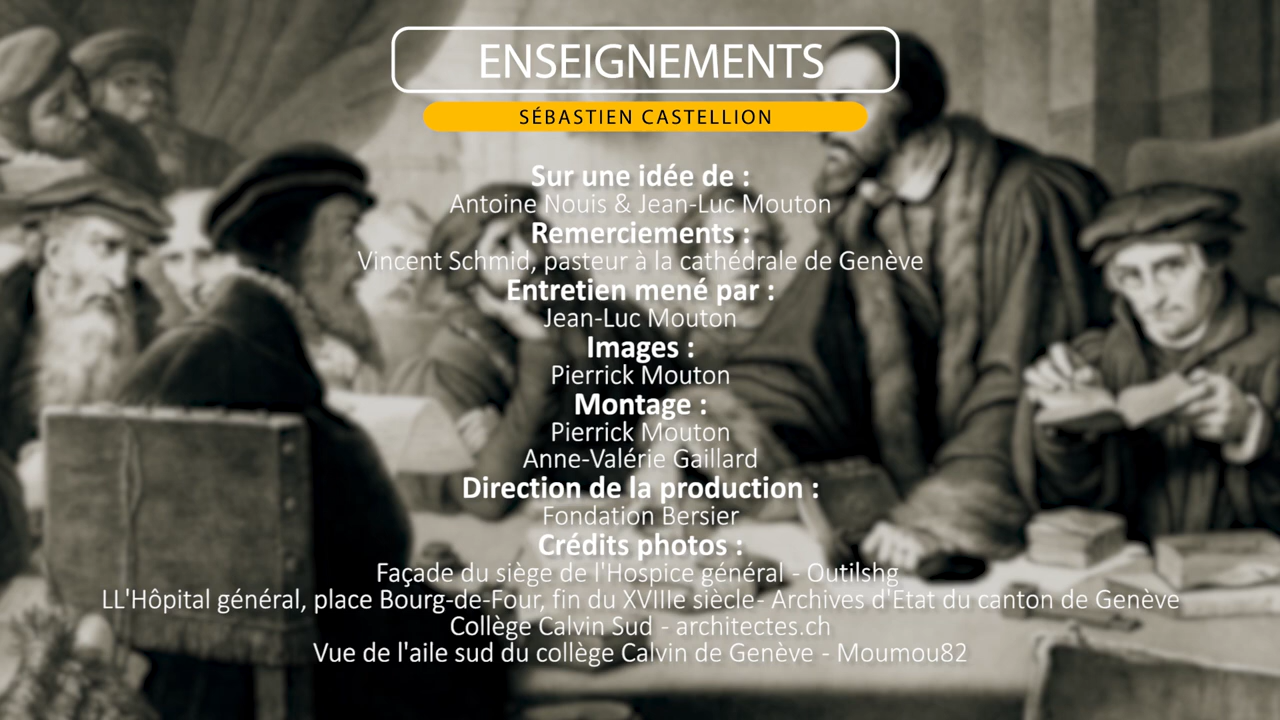 ENSEIGNEMENTS
SÉBASTIEN CASTELLION
Sur une idée de :
Antoine Nouis & Jean-Luc Mouton
Remerciements :
Vincent Schmid, pasteur à la cathédrale de Genève
Entretien mené par :
Jean-Luc Mouton
Images :
Pierrick Mouton
Montage :
Pierrick Mouton
Anne-Valérie Gaillard
Direction de la production :
Fondation Bersier
Crédits photos :
Façade du siège de l'Hospice général - Outilshg
LL'Hôpital général, place Bourg-de-Four, fin du XVIIIe siècle- Archives d'Etat du canton de Genève
Collège Calvin Sud - architectes.ch
Vue de l'aile sud du collège Calvin de Genève - Moumou82